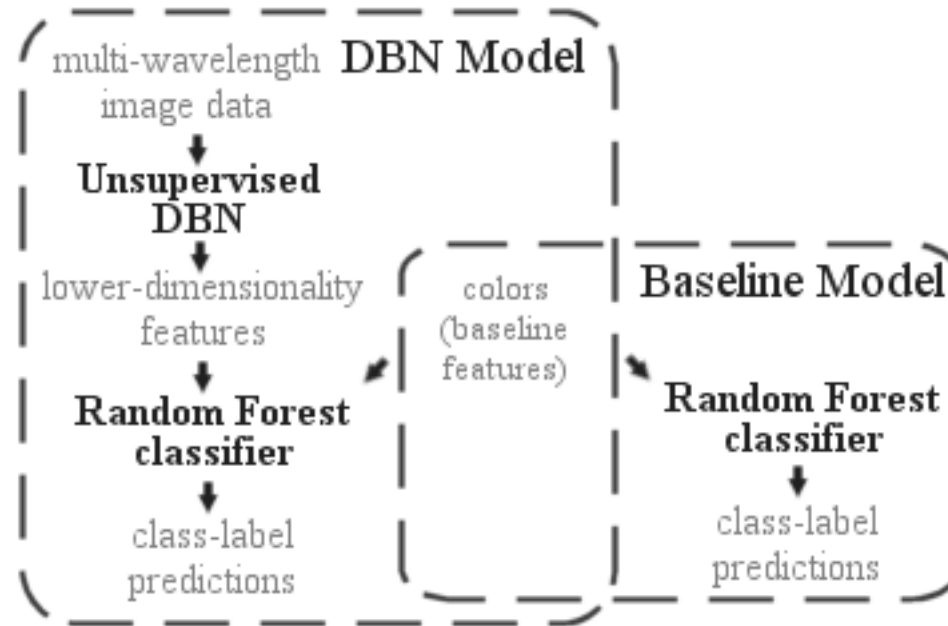 DBN Model
multi-wavelength
image data
Unsupervised
DBN
lower-dimensionality
features
Random Forest
classifier
class-label
predictions
colors
(baseline
features)
Baseline Model
Random Forest
classifier
class-label
predictions